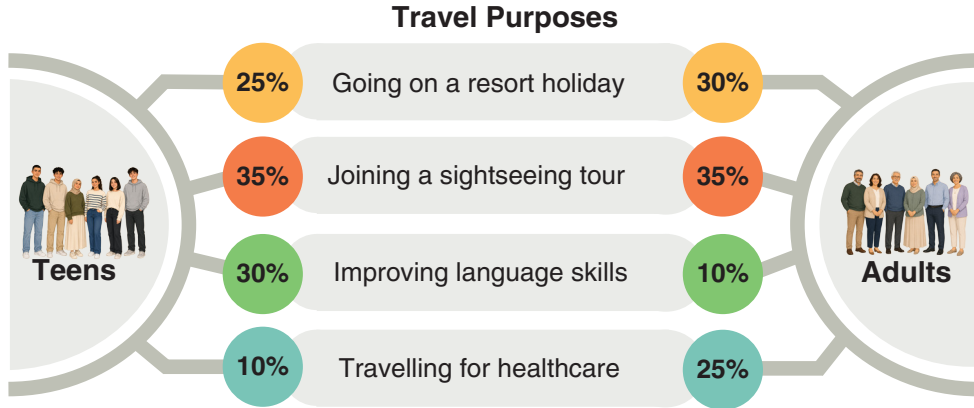 Travel Purposes
25% Going on a resort holiday 30%
35% Joining a sightseeing tour 35%
Teens
30% Improving language skills 10%
Adults
10% Travelling for healthcare 25%